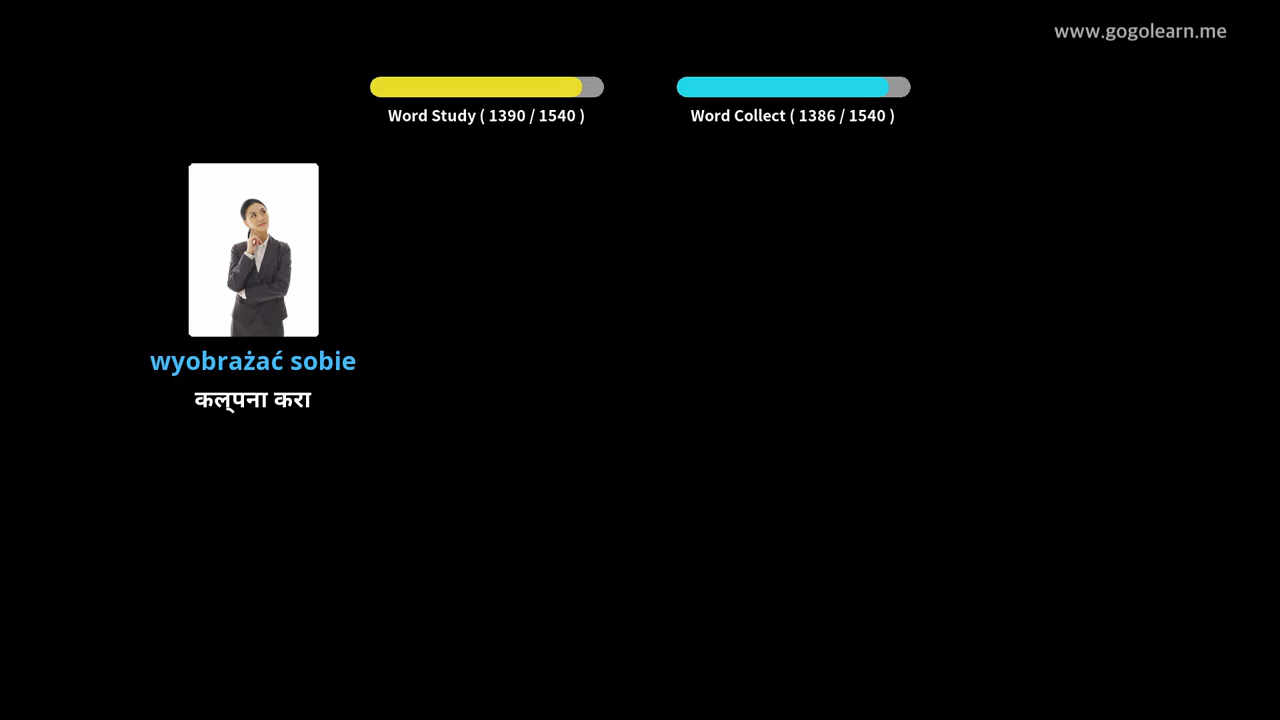 www.gogolearn.me
Word Study ( 1390 / 1540 )
Word Collect ( 1386 / 1540 )
wyobrażać sobie
कल्पना करा